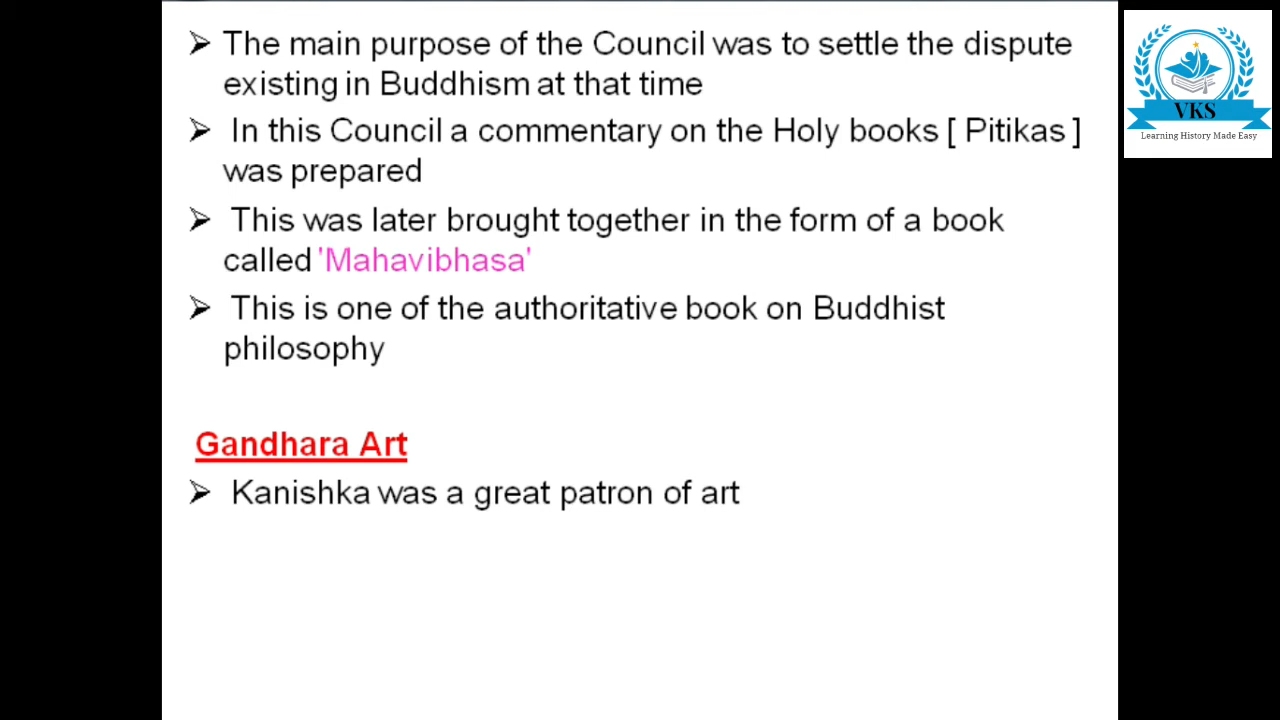 ➢ The main purpose of the Council was to settle the dispute
existing in Buddhism at that time
➢ In this Council a commentary on the Holy books [ Pitikas ]
was prepared
➢ This was later brought together in the form of a book
called 'Mahavibhasa'
➢ This is one of the authoritative book on Buddhist
philosophy
Gandhara Art
➢ Kanishka was a great patron of art
VKS
Learning History Made Easy